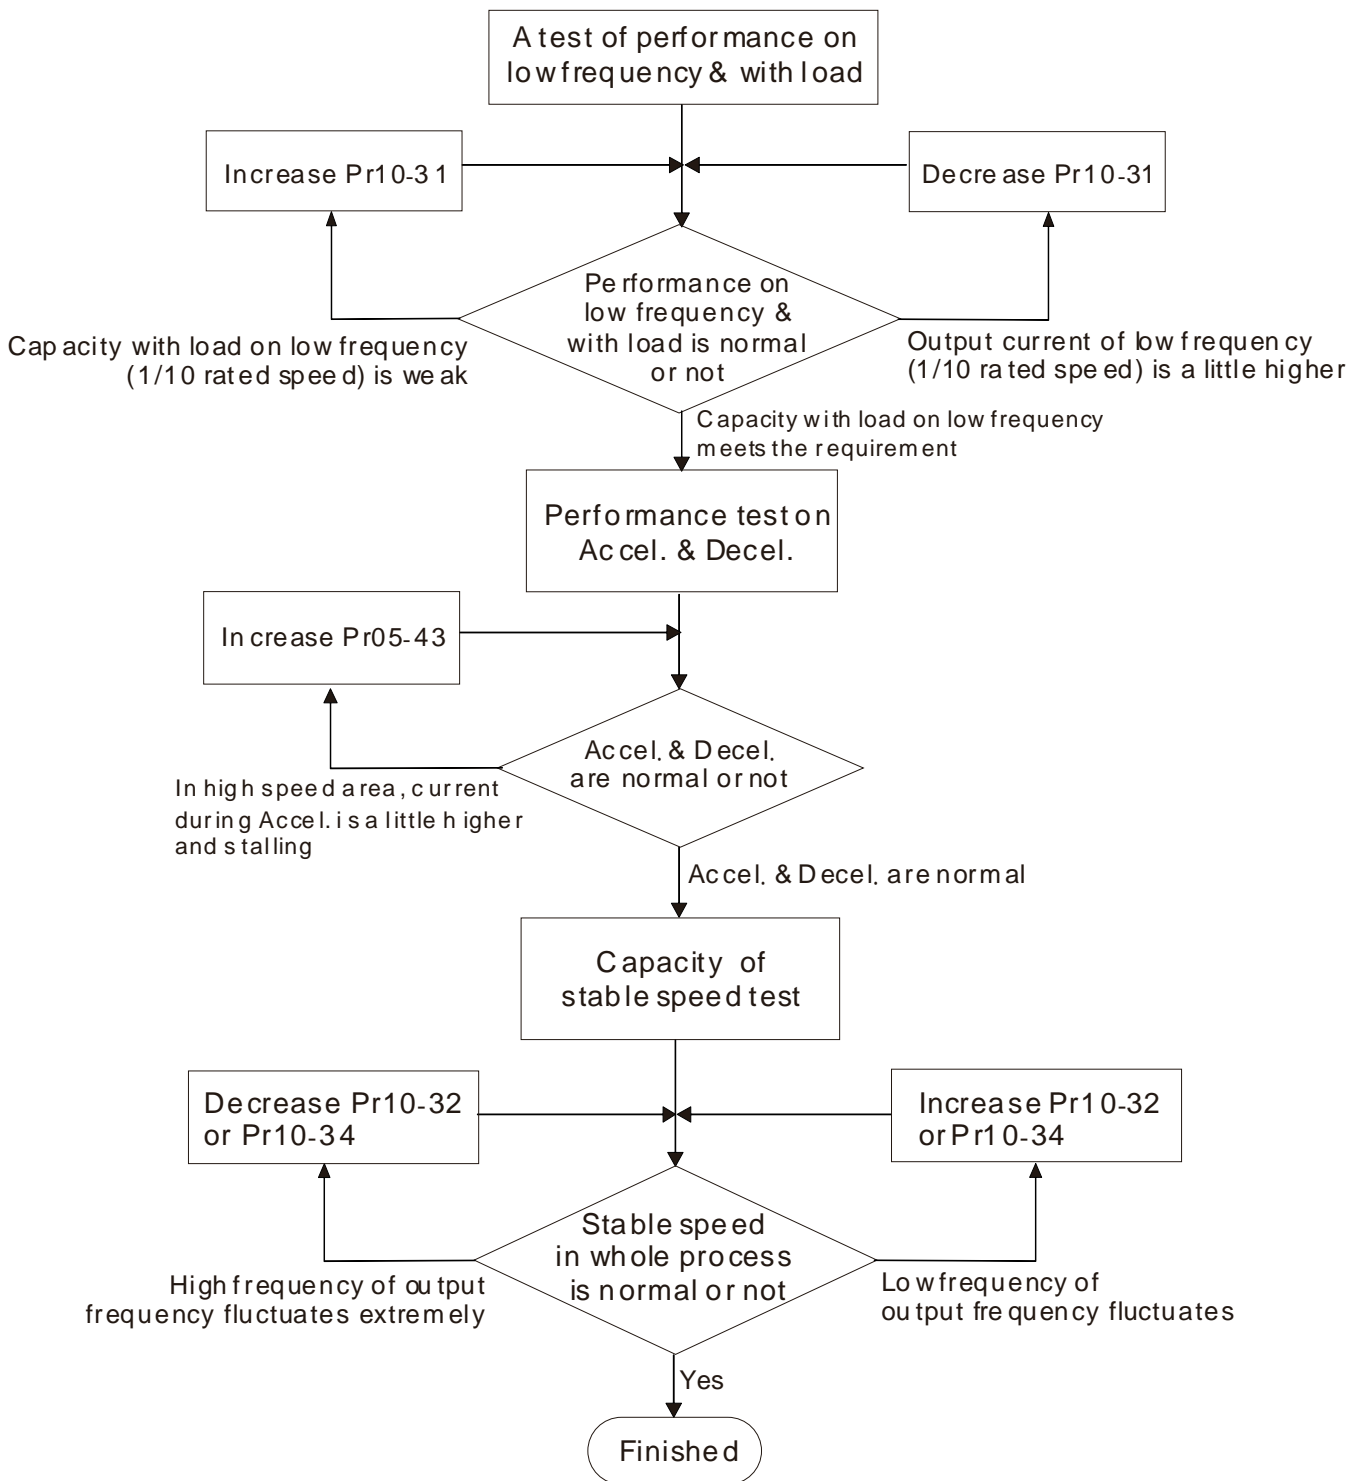 A test of performance on
low frequency & with load
Increase Pr10-31
Decrease Pr10-31
Performance on
low frequency &
with load is normal
or not
Capacity with load on low frequency
(1/10 rated speed) is weak
Output current of low frequency
(1/10 rated speed) is a little higher
Capacity with load on low frequency
meets the requirement
Performance test on
Accel. & Decel.
Increase Pr05-43
Accel. & Decel.
are normal or not
In high speed area, current
during Accel. is a little higher
and stalling
Accel. & Decel. are normal
Capacity of
stable speed test
Decrease Pr10-32
or Pr10-34
Increase Pr10-32
or Pr10-34
Stable speed
in whole process
is normal or not
High frequency of output
frequency fluctuates extremely
Low frequency of
output frequency fluctuates
Yes
Finished